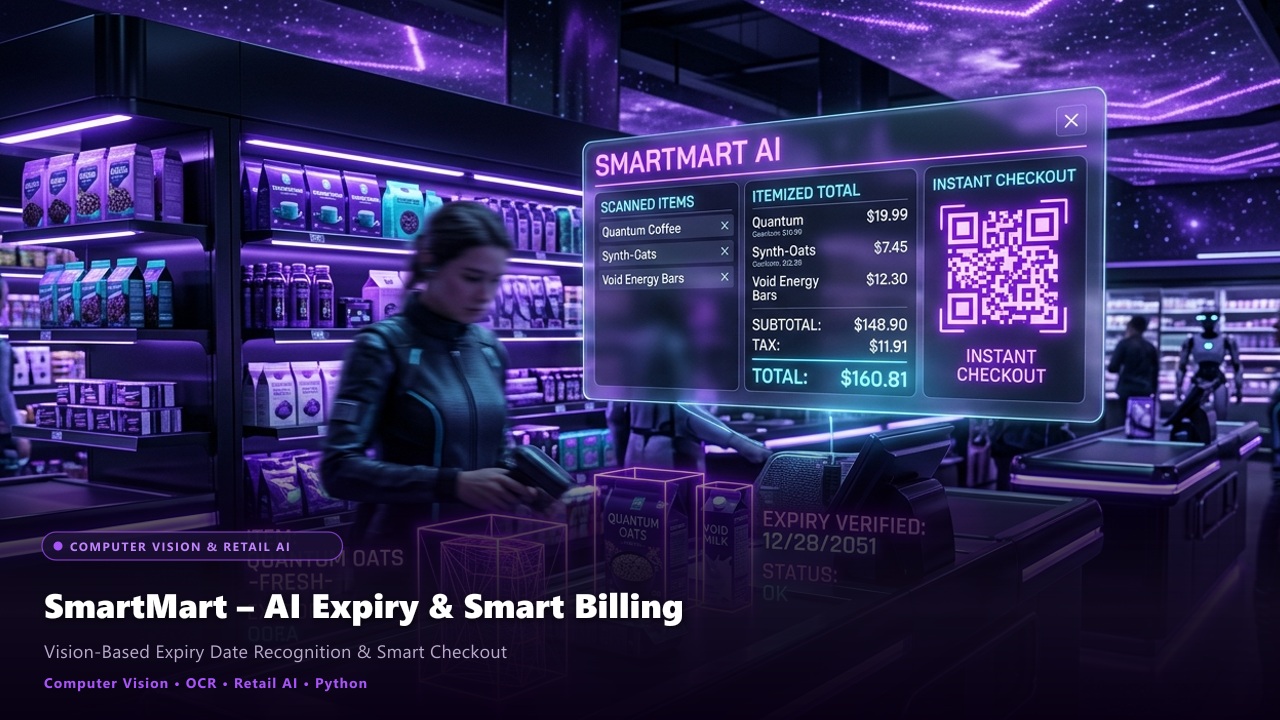 SMARTMART AI
SCANNED ITEMS
Quantum Coffee
Synth-Oats
Void Energy Bars
ITEMIZED TOTAL
Quantum $19.99
Synth-Oats $7.45
Void Energy Bars $12.30
SUBTOTAL: $148.90
TAX: $11.91
TOTAL: $160.81
INSTANT CHECKOUT
INSTANT
CHECKOUT
QUANTUM
OATS
VOID
MILK
EXPIRY VERIFIED:
12/28/2051
STATUS:
OK
COMPUTER VISION & RETAIL AI
QUANTUM OATS
-FRESH-
SmartMart – AI Expiry & Smart Billing
Vision-Based Expiry Date Recognition & Smart Checkout
Computer Vision • OCR • Retail AI • Python